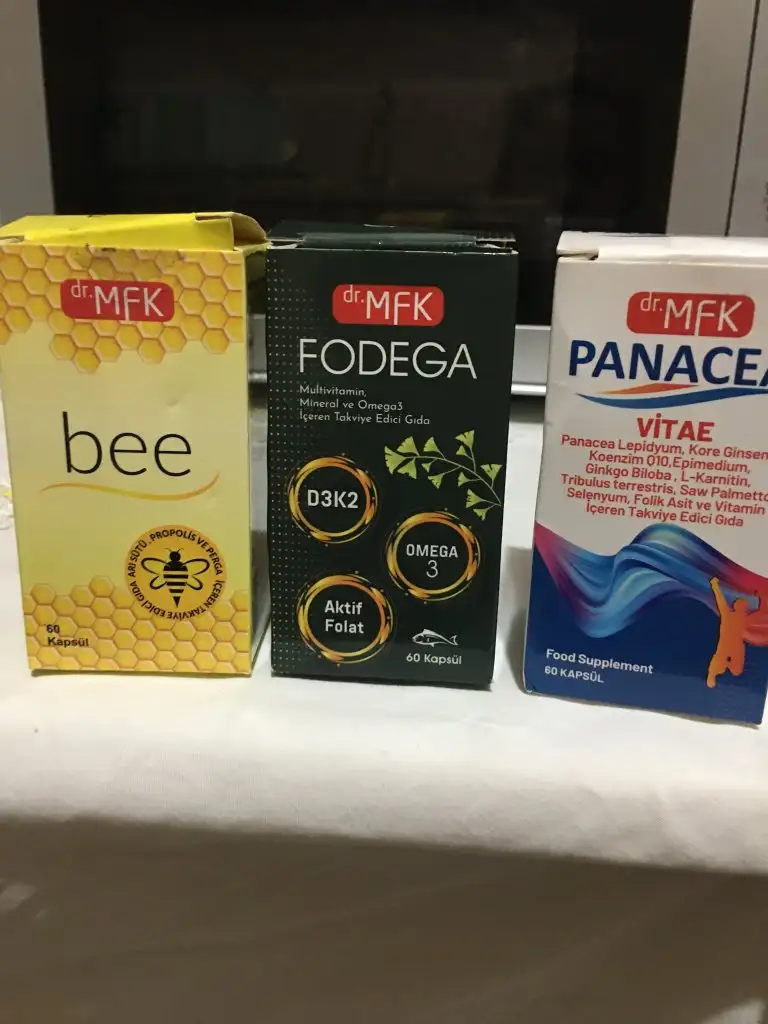 dr. MFK
bee
ARI SÜTÜ, PROPOLİS VE PERGA İÇEREN TAKVİYE EDİCİ GIDA
60
Kapsül
dr. MFK
FODEGA
Multivitamin,
Mineral ve Omega3
İçeren Takviye Edici Gıda
D3K2
OMEGA
3
Aktif
Folat
60 Kapsül
dr. MFK
PANACEA
VİTAE
Panacea Lepidyum, Kore Ginsen
Koenzim Q10,Epimedium,
Ginkgo Biloba , L-Karnitin,
Tribulus terrestris, Saw Palmetto
Selenyum, Folik Asit ve Vitamin
İçeren Takviye Edici Gıda
Food Supplement
60 KAPSÜL